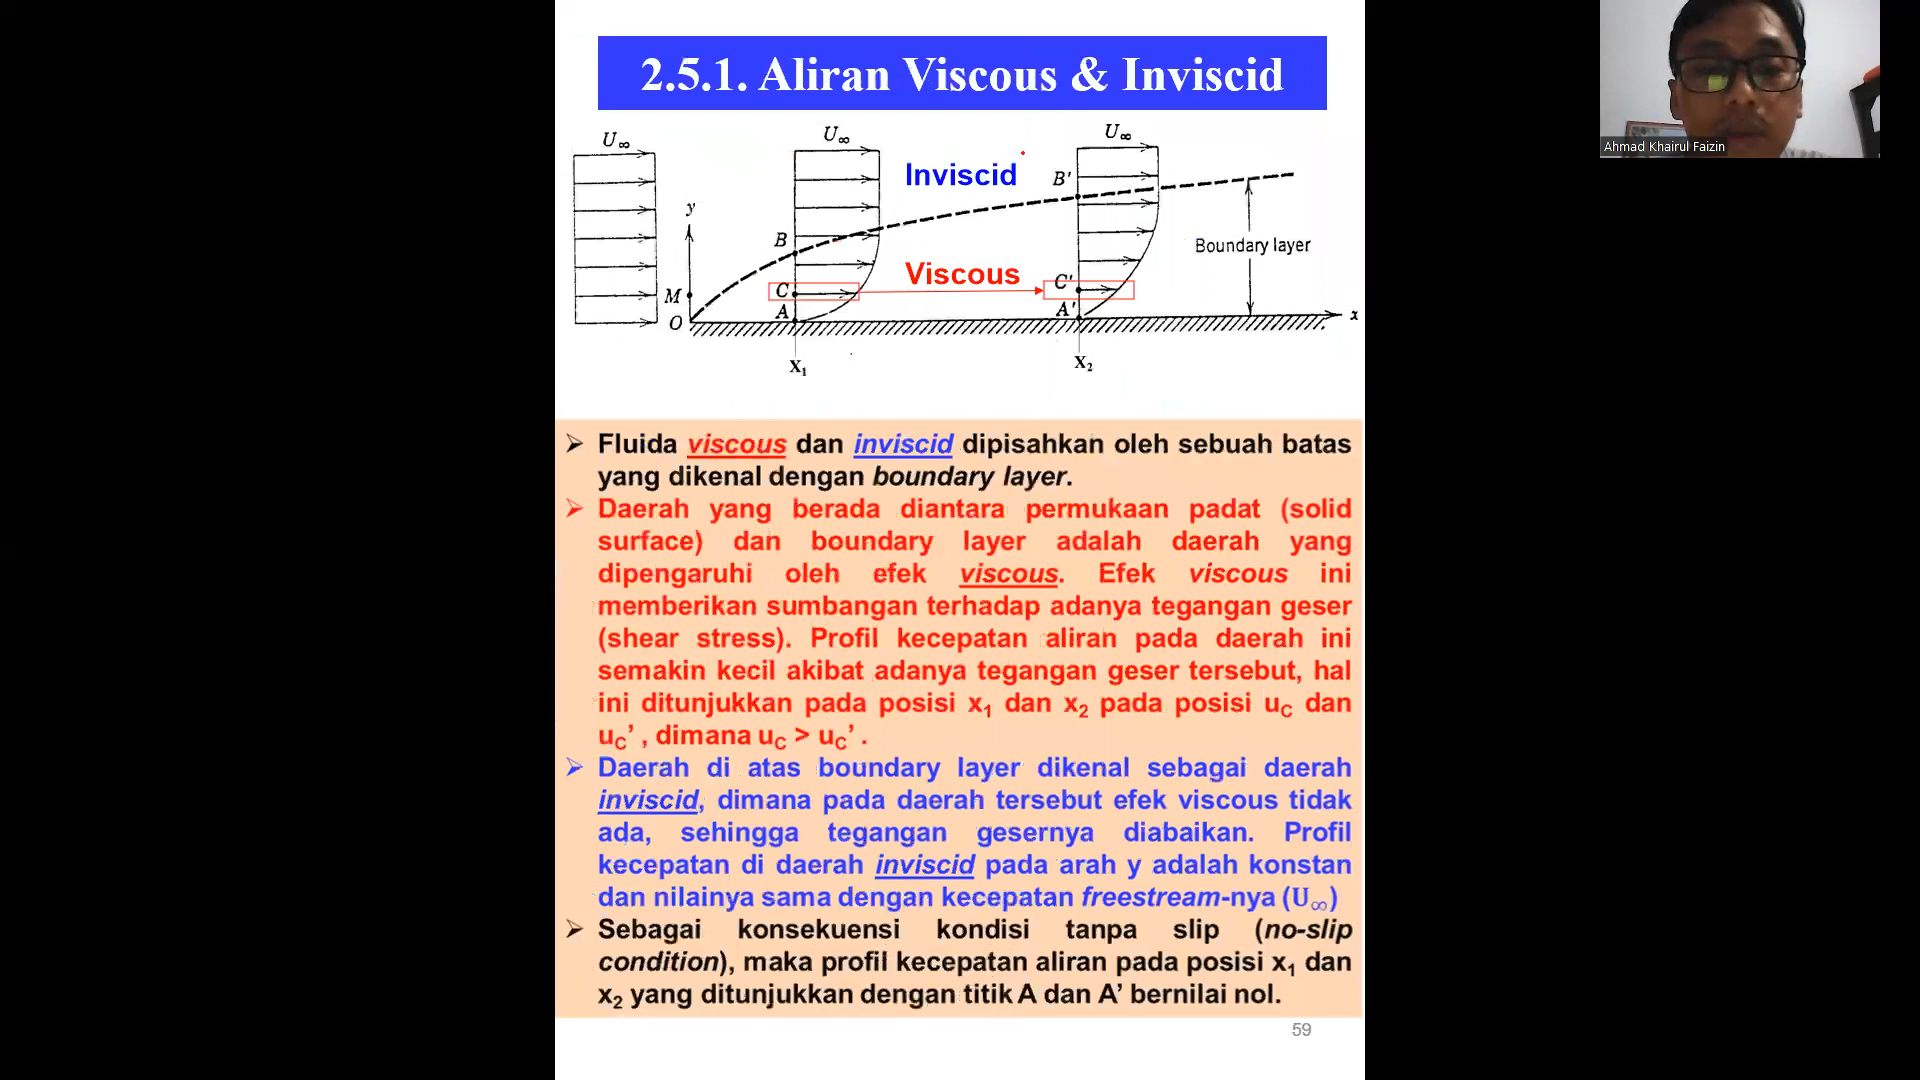 2.5.1. Aliran Viscous & Inviscid
U∞ U∞ U∞
Inviscid
B'
y
B
Boundary layer
Viscous
C C'
M
A A'
O x
X₁ X₂
➢ Fluida viscous dan inviscid dipisahkan oleh sebuah batas
yang dikenal dengan boundary layer.
➢ Daerah yang berada diantara permukaan padat (solid
surface) dan boundary layer adalah daerah yang
dipengaruhi oleh efek viscous. Efek viscous ini
memberikan sumbangan terhadap adanya tegangan geser
(shear stress). Profil kecepatan aliran pada daerah ini
semakin kecil akibat adanya tegangan geser tersebut, hal
ini ditunjukkan pada posisi x₁ dan x₂ pada posisi uC dan
uC’ , dimana uC > uC’ .
➢ Daerah di atas boundary layer dikenal sebagai daerah
inviscid, dimana pada daerah tersebut efek viscous tidak
ada, sehingga tegangan gesernya diabaikan. Profil
kecepatan di daerah inviscid pada arah y adalah konstan
dan nilainya sama dengan kecepatan freestream-nya (U∞)
➢ Sebagai konsekuensi kondisi tanpa slip (no-slip
condition), maka profil kecepatan aliran pada posisi x₁ dan
x₂ yang ditunjukkan dengan titik A dan A’ bernilai nol.
59
Ahmad Khairul Faizin